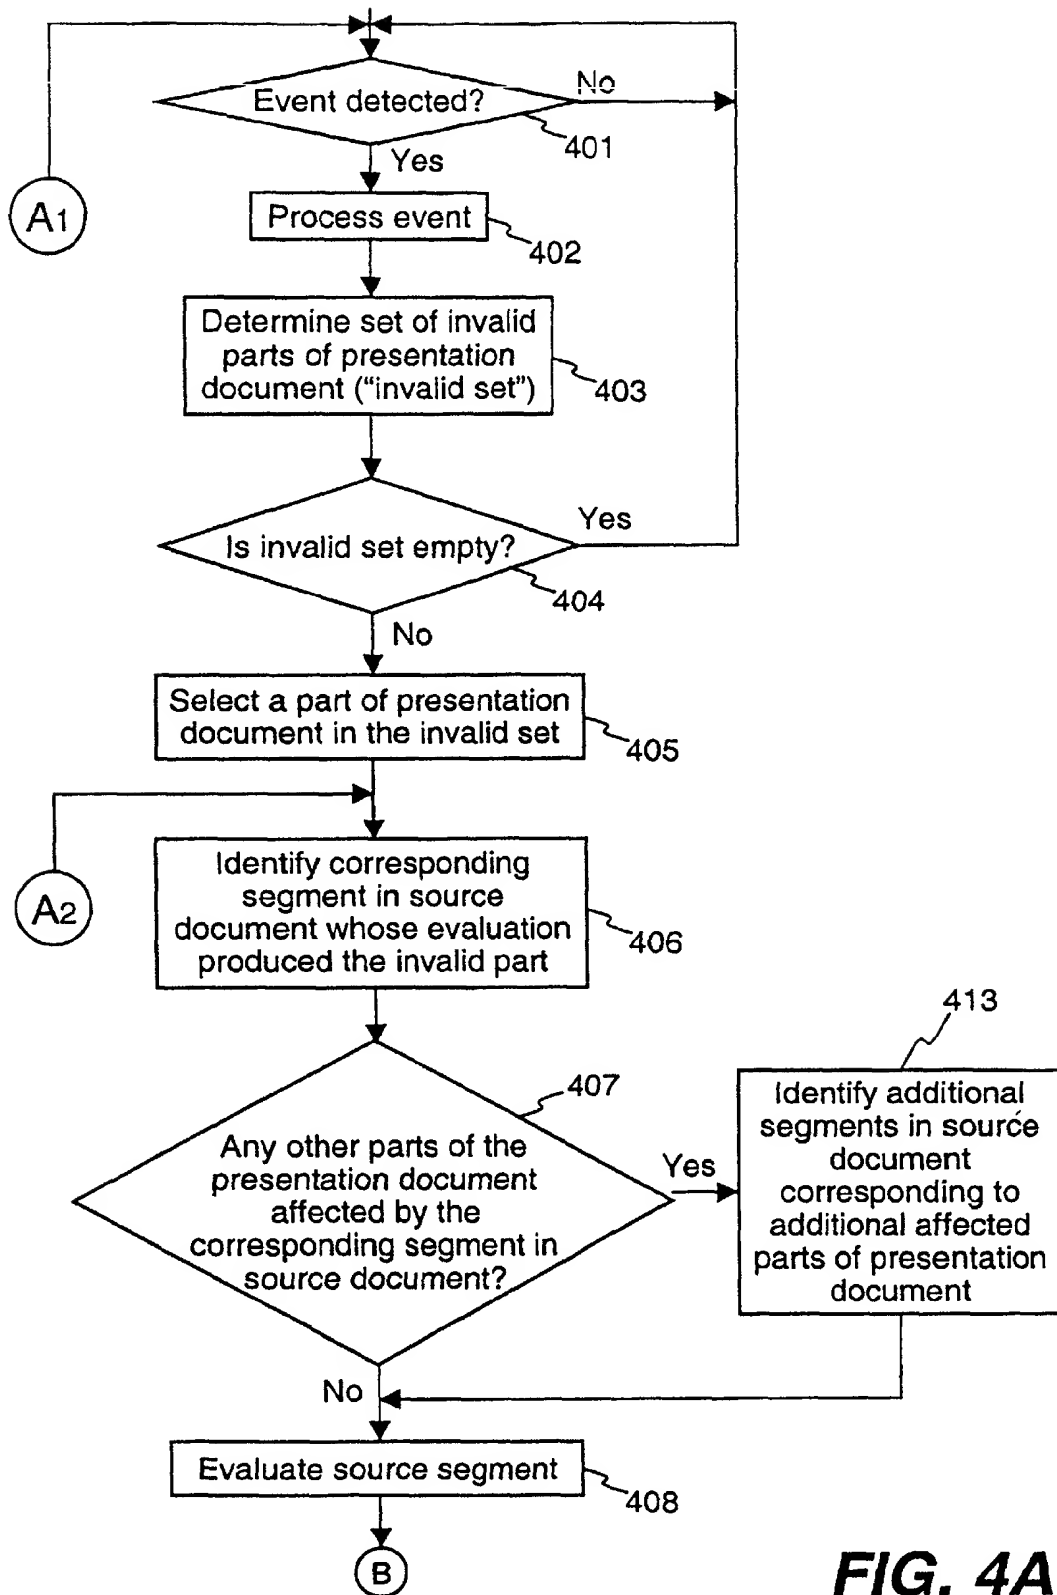 Event detected?
No
401
Yes
A1
Process event
402
Determine set of invalid
parts of presentation
document (“invalid set”)
403
Is invalid set empty?
Yes
404
No
Select a part of presentation
document in the invalid set
405
A2
Identify corresponding
segment in source
document whose evaluation
produced the invalid part
406
413
407
Any other parts of the
presentation document
affected by the
corresponding segment in
source document?
Yes
Identify additional
segments in source
document
corresponding to
additional affected
parts of presentation
document
No
Evaluate source segment
408
B
FIG. 4A